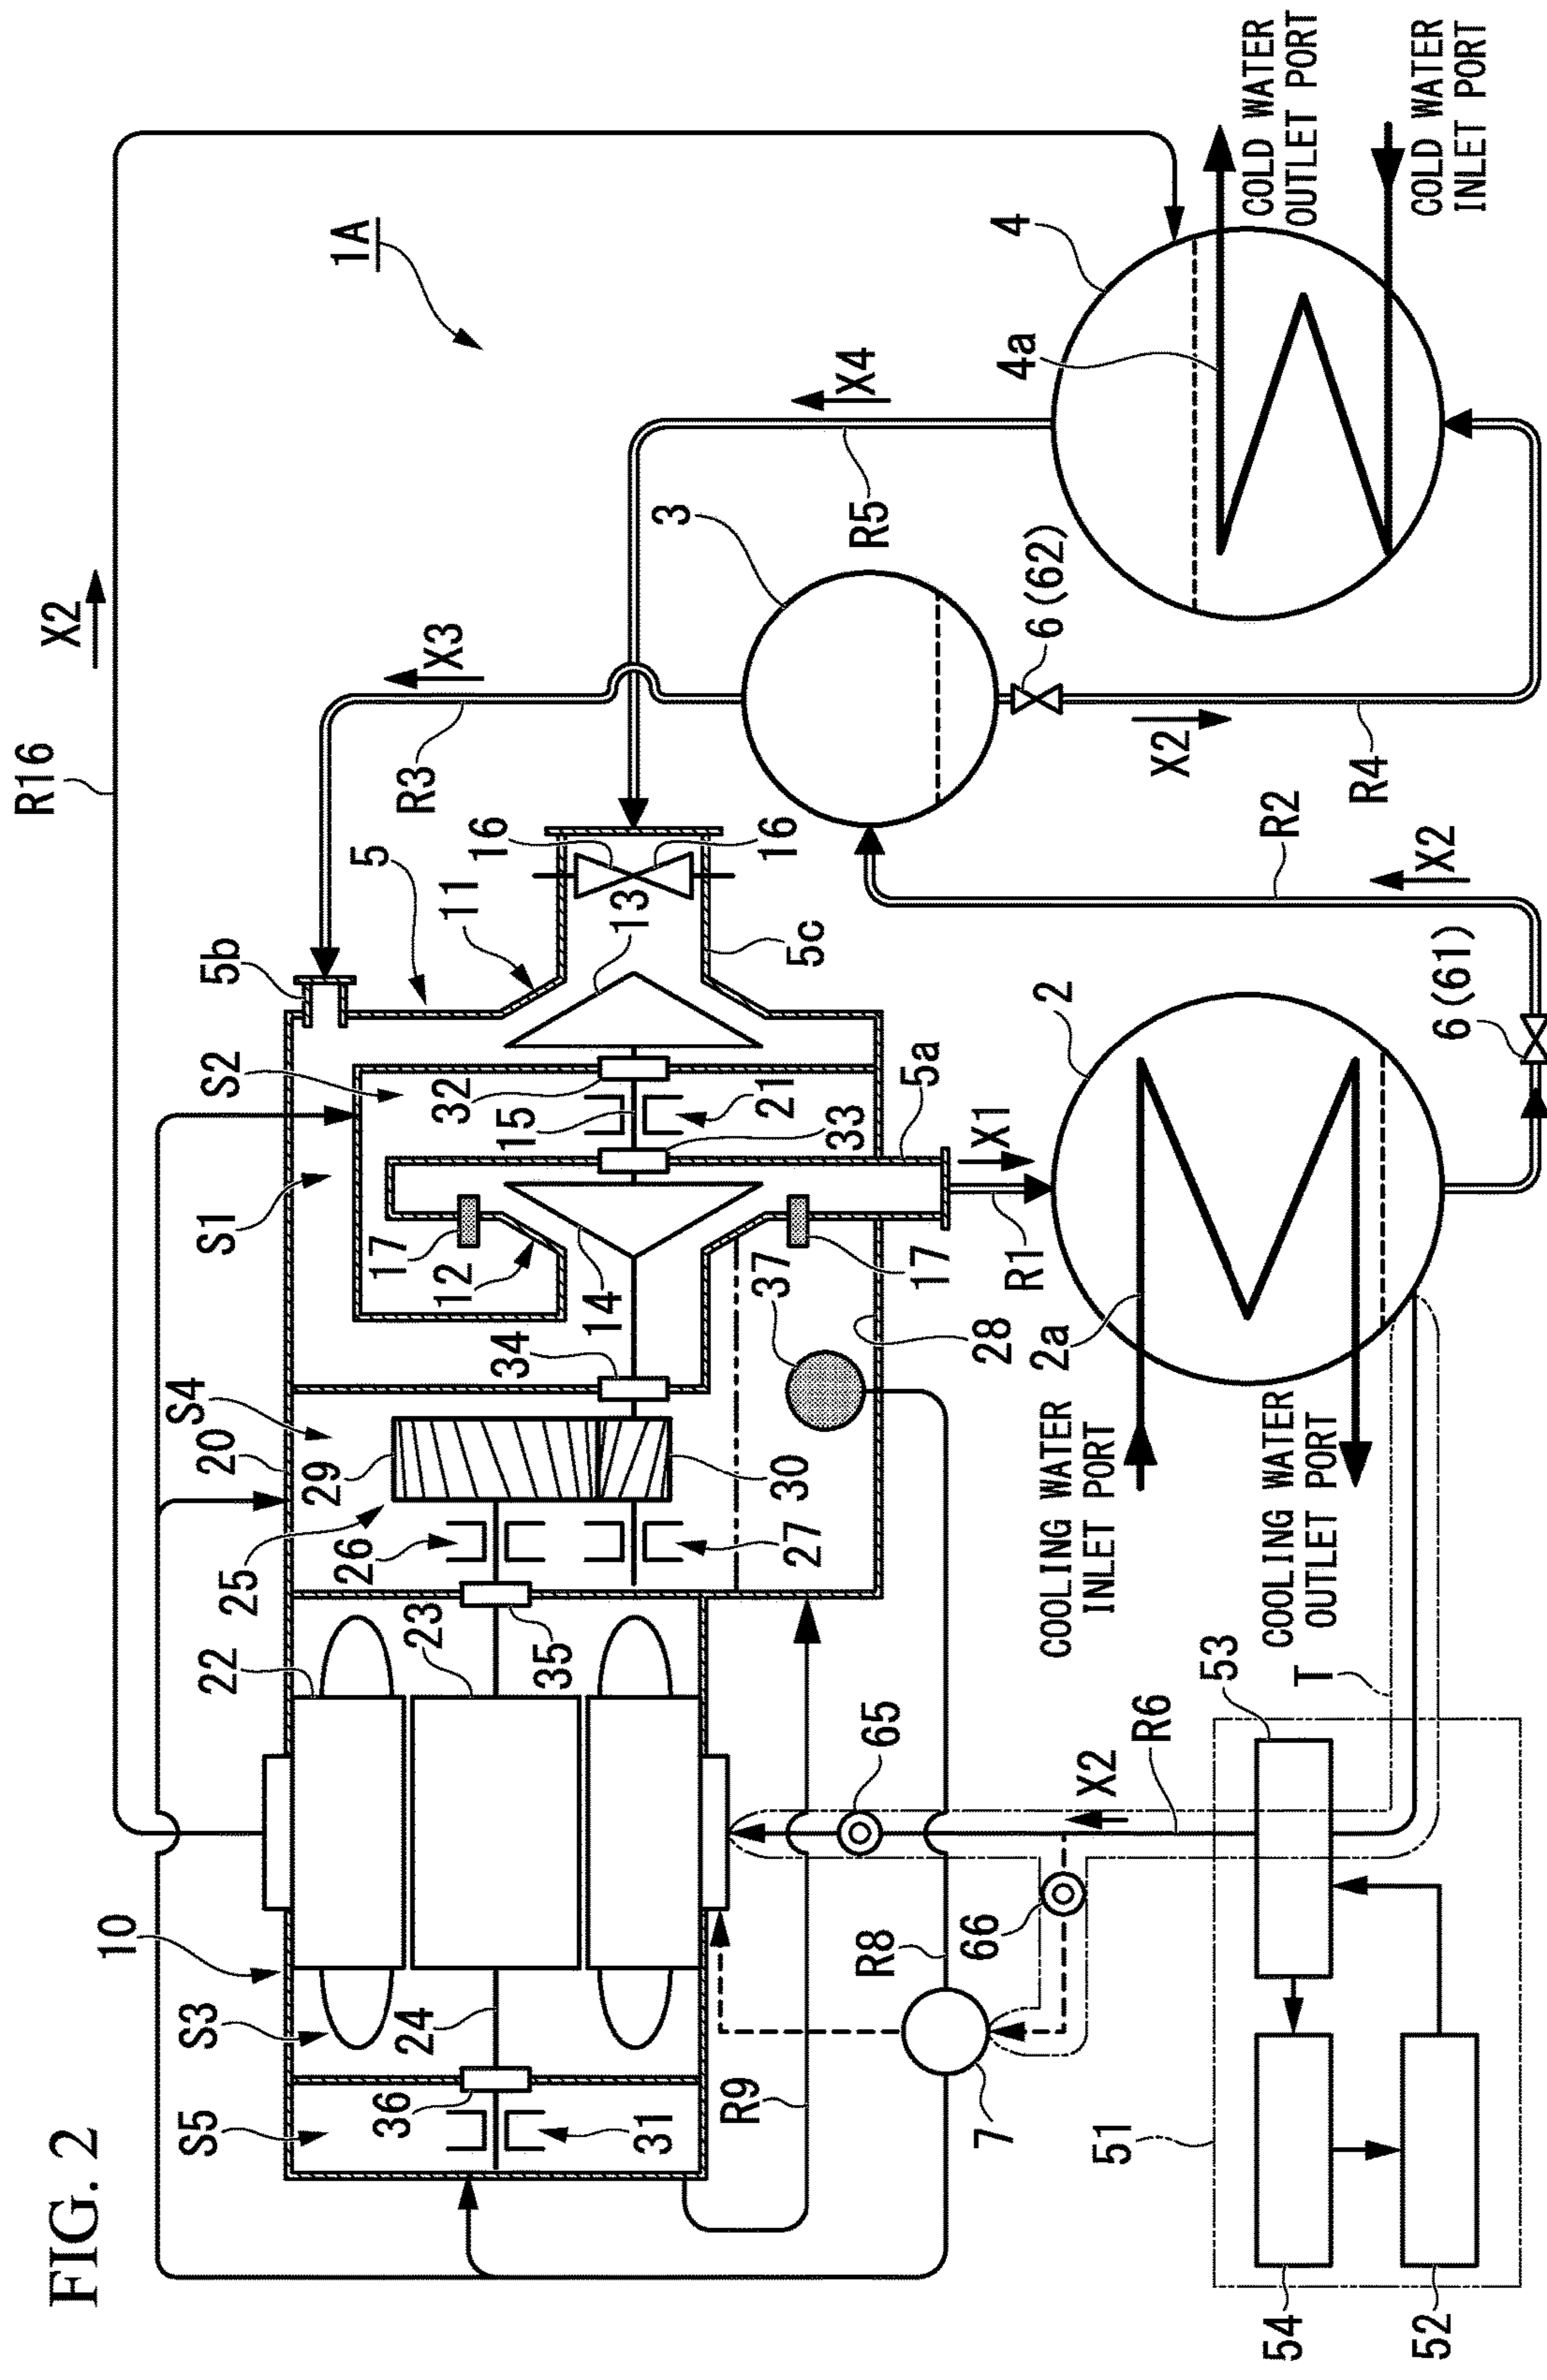 FIG. 2
1A
R16
X2
X3
R3
X4
R5
3
4
4a
COLD WATER
OUTLET PORT
COLD WATER
INLET PORT
6(62)
X2
R4
R2
X2
6(61)
5
5b
11
16
16
13
5c
S2
S1
32
15
21
33
5a
17
12
14
17
X1
R1
2
2a
COOLING WATER
INLET PORT
COOLING WATER
OUTLET PORT
S4
20
29
34
37
28
30
25
26
27
22
23
35
10
S3
24
S5
36
31
R9
65
66
R8
7
X2
R6
T
53
51
54
52